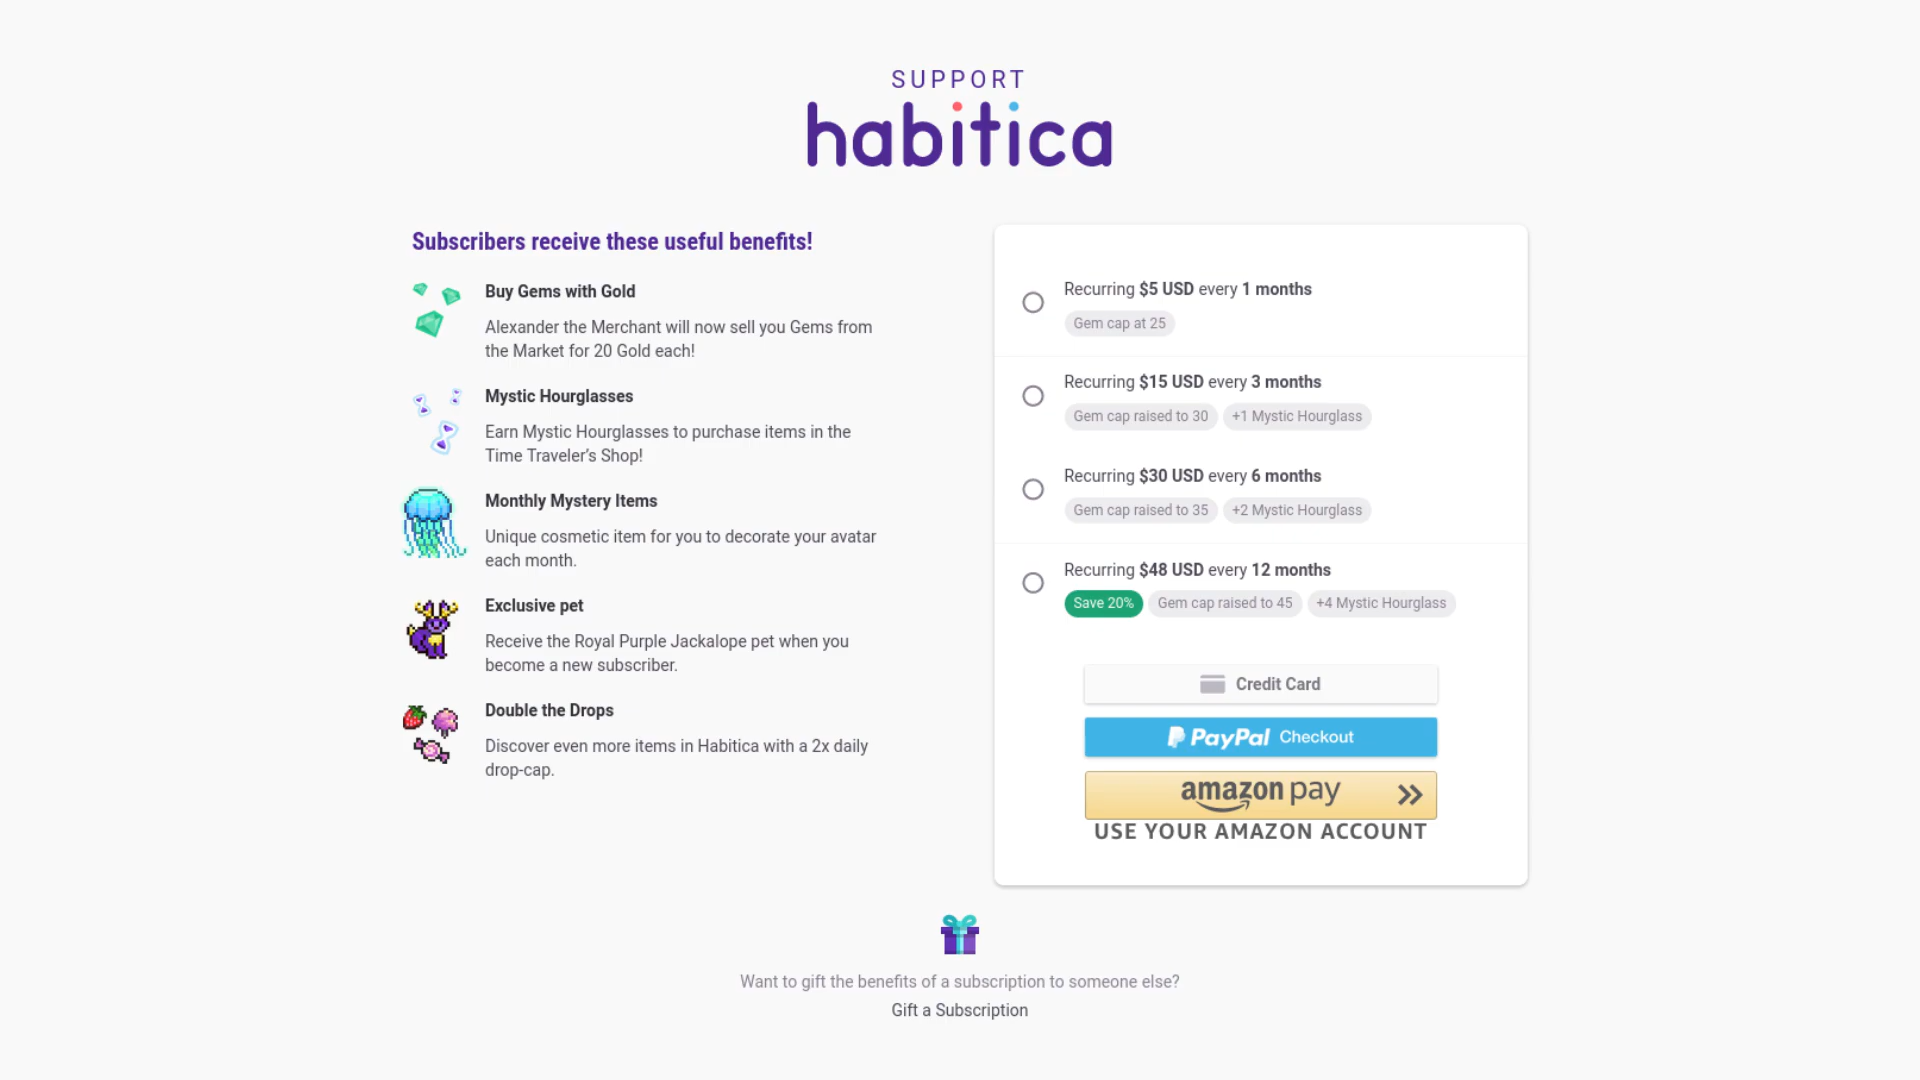 SUPPORT
habitica
Subscribers receive these useful benefits!
Buy Gems with Gold
Alexander the Merchant will now sell you Gems from
the Market for 20 Gold each!
Mystic Hourglasses
Earn Mystic Hourglasses to purchase items in the
Time Traveler’s Shop!
Monthly Mystery Items
Unique cosmetic item for you to decorate your avatar
each month.
Exclusive pet
Receive the Royal Purple Jackalope pet when you
become a new subscriber.
Double the Drops
Discover even more items in Habitica with a 2x daily
drop-cap.
Recurring $5 USD every 1 months
Gem cap at 25
Recurring $15 USD every 3 months
Gem cap raised to 30 +1 Mystic Hourglass
Recurring $30 USD every 6 months
Gem cap raised to 35 +2 Mystic Hourglass
Recurring $48 USD every 12 months
Save 20% Gem cap raised to 45 +4 Mystic Hourglass
Credit Card
PayPal Checkout
amazon pay
USE YOUR AMAZON ACCOUNT
Want to gift the benefits of a subscription to someone else?
Gift a Subscription